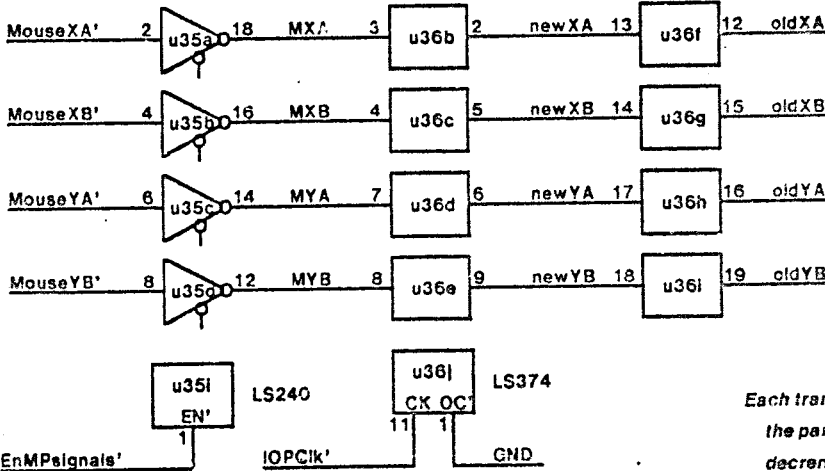 MouseXA' 2 u35a 18 MXA 3 u36b 2 newXA 13 u36f 12 oldXA
MouseXB' 4 u35b 16 MXB 4 u36c 5 newXB 14 u36g 15 oldXB
MouseYA' 6 u35c 14 MYA 7 u36d 6 newYA 17 u36h 16 oldYA
MouseYB' 8 u35d 12 MYB 8 u36e 9 newYB 18 u36i 19 oldYB
u35i LS240 u36j LS374
EN' CK OC'
1 11 1
Each tran
the par
decren
EnMPsignals' IOPClk' GND